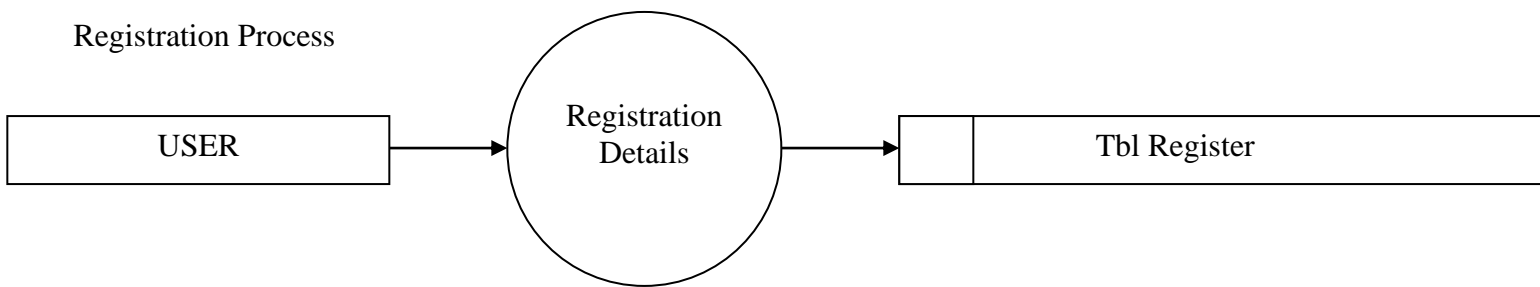 Registration Process
USER
Registration
Details
Tbl Register